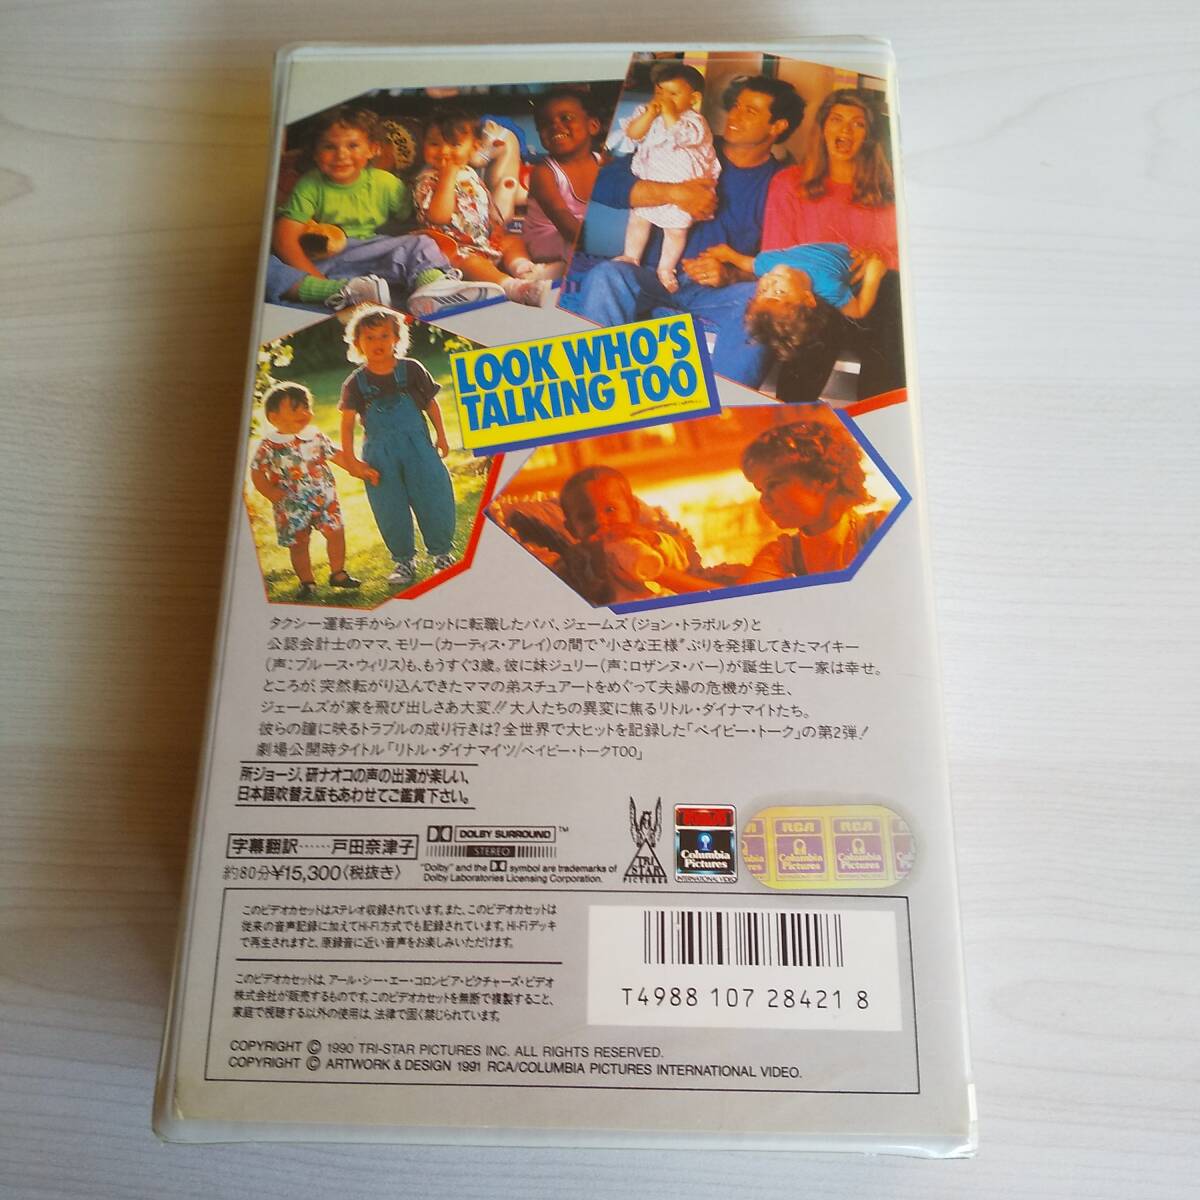 LOOK WHO'S
TALKING TOO
タクシー運転手からパイロットに転職したパパ、ジェームズ(ジョン・トラボルタ)と
公認会計士のママ、モリー(カーティス・アレイ)の間で“小さな王様”ぶりを発揮してきたマイキー
(声:ブルース・ウィリス)も、もうすぐ3歳。彼に妹ジュリー(声:ロザンヌ・バー)が誕生して一家は幸せ。
ところが、突然転がり込んできたママの弟スチュアートをめぐって夫婦の危機が発生、
ジェームズが家を飛び出しさあ大変!! 大人たちの異変に焦るリトル・ダイナマイトたち。
彼らの瞳に映るトラブルの成り行きは?全世界で大ヒットを記録した「ベイビー・トーク」の第2弾!
劇場公開時タイトル「リトル・ダイナマイツ/ベイビー・トークTOO」
所ジョージ、研ナオコの声の出演が楽しい、
日本語吹替え版もあわせてご鑑賞下さい。
字幕翻訳……戸田奈津子
約80分¥15,300〈税抜き〉
DOLBY SURROUND TM
STEREO
"Dolby" and the symbol are trademarks of
Dolby Laboratories Licensing Corporation.
TRI
STAR
PICTURES
RCA
Columbia
Pictures
INTERNATIONAL VIDEO
RCA
RCA
Columbia
Pictures
Columbia
Pictures
このビデオカセットはステレオ収録されています。また、このビデオカセットは
従来の音声記録に加えてHi-Fi方式でも記録されています。Hi-Fiデッキ
で再生されますと、原録音に近い音声をお楽しみいただけます。
このビデオカセットは、アール・シー・エー・コロンビア・ピクチャーズ・ビデオ
株式会社が販売するものです。このビデオカセットを無断で複製すること、
家庭で視聴する以外の使用は、法律で固く禁じられています。
T4988 107 28421 8
COPYRIGHT © 1990 TRI-STAR PICTURES INC. ALL RIGHTS RESERVED.
COPYRIGHT © ARTWORK & DESIGN 1991 RCA/COLUMBIA PICTURES INTERNATIONAL VIDEO.